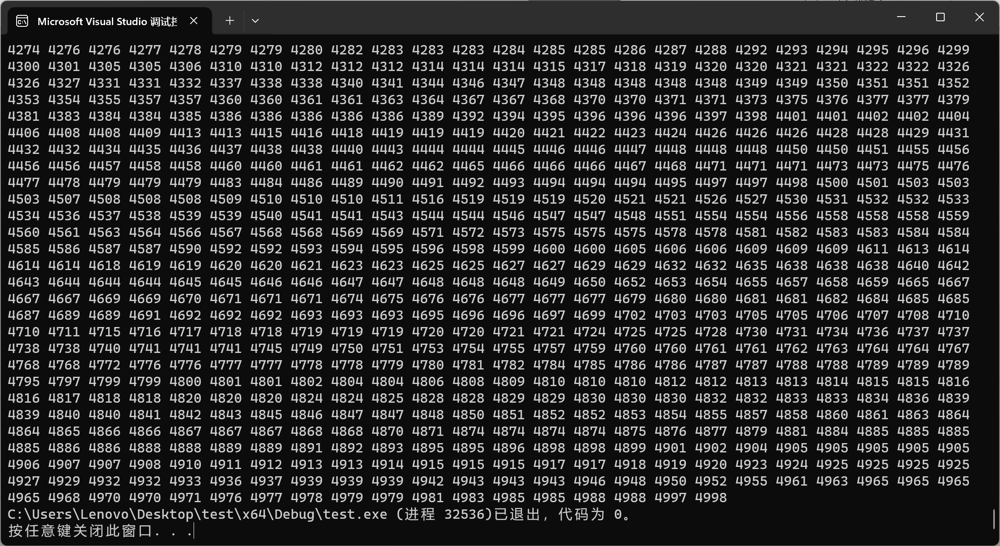 Microsoft Visual Studio 调试控
4274 4276 4276 4277 4278 4279 4279 4280 4282 4283 4283 4283 4284 4285 4285 4286 4287 4288 4292 4293 4294 4295 4296 4299
4300 4301 4305 4305 4306 4310 4310 4312 4312 4312 4314 4314 4314 4315 4317 4318 4319 4320 4320 4321 4321 4322 4322 4326
4326 4327 4331 4331 4332 4337 4338 4338 4340 4341 4344 4346 4347 4348 4348 4348 4348 4348 4349 4349 4350 4351 4351 4352
4353 4354 4355 4357 4357 4360 4360 4361 4361 4363 4364 4367 4367 4368 4370 4370 4371 4371 4373 4375 4376 4377 4377 4379
4381 4383 4384 4384 4385 4386 4386 4386 4386 4386 4389 4392 4394 4395 4396 4396 4396 4397 4398 4401 4401 4402 4402 4404
4406 4408 4408 4409 4413 4413 4415 4416 4418 4419 4419 4419 4420 4421 4422 4423 4424 4426 4426 4426 4428 4428 4429 4431
4432 4432 4434 4435 4436 4437 4438 4438 4440 4443 4444 4444 4445 4446 4446 4447 4448 4448 4448 4450 4450 4451 4455 4456
4456 4456 4457 4458 4458 4460 4460 4461 4461 4462 4462 4465 4466 4466 4466 4467 4468 4471 4471 4471 4473 4473 4475 4476
4477 4478 4479 4479 4479 4483 4484 4486 4489 4490 4491 4492 4493 4494 4494 4494 4495 4497 4497 4498 4500 4501 4503 4503
4503 4507 4508 4508 4508 4509 4510 4510 4510 4511 4516 4519 4519 4519 4520 4521 4521 4526 4527 4530 4531 4532 4532 4533
4534 4536 4537 4538 4539 4539 4540 4541 4541 4543 4544 4544 4546 4547 4547 4548 4551 4554 4554 4556 4558 4558 4558 4559
4560 4561 4563 4564 4566 4567 4568 4568 4569 4569 4571 4572 4573 4575 4575 4575 4578 4578 4581 4582 4583 4583 4584 4584
4585 4586 4587 4587 4590 4592 4592 4593 4594 4595 4596 4598 4599 4600 4600 4605 4606 4606 4609 4609 4609 4611 4613 4614
4614 4614 4618 4619 4619 4620 4620 4621 4623 4623 4625 4625 4627 4627 4629 4629 4632 4632 4635 4638 4638 4638 4640 4642
4643 4644 4644 4644 4645 4645 4646 4646 4647 4647 4648 4648 4648 4649 4650 4652 4653 4654 4655 4657 4658 4659 4665 4667
4667 4667 4669 4669 4670 4671 4671 4671 4674 4675 4676 4676 4677 4677 4677 4679 4680 4680 4681 4681 4682 4684 4685 4685
4687 4689 4689 4691 4692 4692 4692 4693 4693 4693 4695 4696 4696 4697 4699 4702 4703 4703 4705 4705 4706 4707 4708 4710
4710 4711 4715 4716 4717 4718 4718 4719 4719 4719 4720 4720 4721 4721 4724 4725 4725 4728 4730 4731 4734 4736 4737 4737
4738 4738 4740 4741 4741 4741 4745 4749 4750 4751 4753 4754 4755 4757 4759 4760 4760 4761 4761 4762 4763 4764 4764 4767
4768 4768 4772 4776 4776 4777 4777 4778 4778 4779 4780 4781 4782 4784 4785 4786 4786 4787 4787 4788 4788 4789 4789 4789
4795 4797 4799 4799 4800 4801 4801 4802 4804 4804 4806 4808 4809 4810 4810 4810 4812 4812 4813 4813 4814 4815 4815 4816
4816 4817 4818 4818 4820 4820 4820 4824 4824 4825 4828 4828 4829 4829 4830 4830 4830 4832 4832 4833 4833 4834 4836 4839
4839 4840 4840 4841 4842 4843 4845 4846 4847 4847 4848 4850 4851 4852 4852 4853 4854 4855 4857 4858 4860 4861 4863 4864
4864 4865 4866 4866 4867 4867 4867 4868 4868 4870 4871 4874 4874 4874 4874 4875 4876 4877 4879 4881 4884 4885 4885 4885
4885 4886 4886 4888 4888 4889 4889 4891 4892 4893 4895 4895 4896 4898 4898 4899 4901 4902 4904 4905 4905 4905 4905 4905
4906 4907 4907 4908 4910 4911 4912 4913 4913 4914 4915 4915 4915 4917 4917 4918 4919 4920 4923 4924 4925 4925 4925 4925
4927 4929 4932 4932 4933 4936 4937 4939 4939 4939 4942 4943 4943 4943 4946 4948 4950 4952 4955 4961 4963 4965 4965 4965
4965 4968 4970 4970 4971 4976 4977 4978 4979 4979 4981 4983 4985 4985 4988 4988 4997 4998
C:\Users\Lenovo\Desktop\test\x64\Debug\test.exe (进程 32536)已退出，代码为 0。
按任意键关闭此窗口. . .